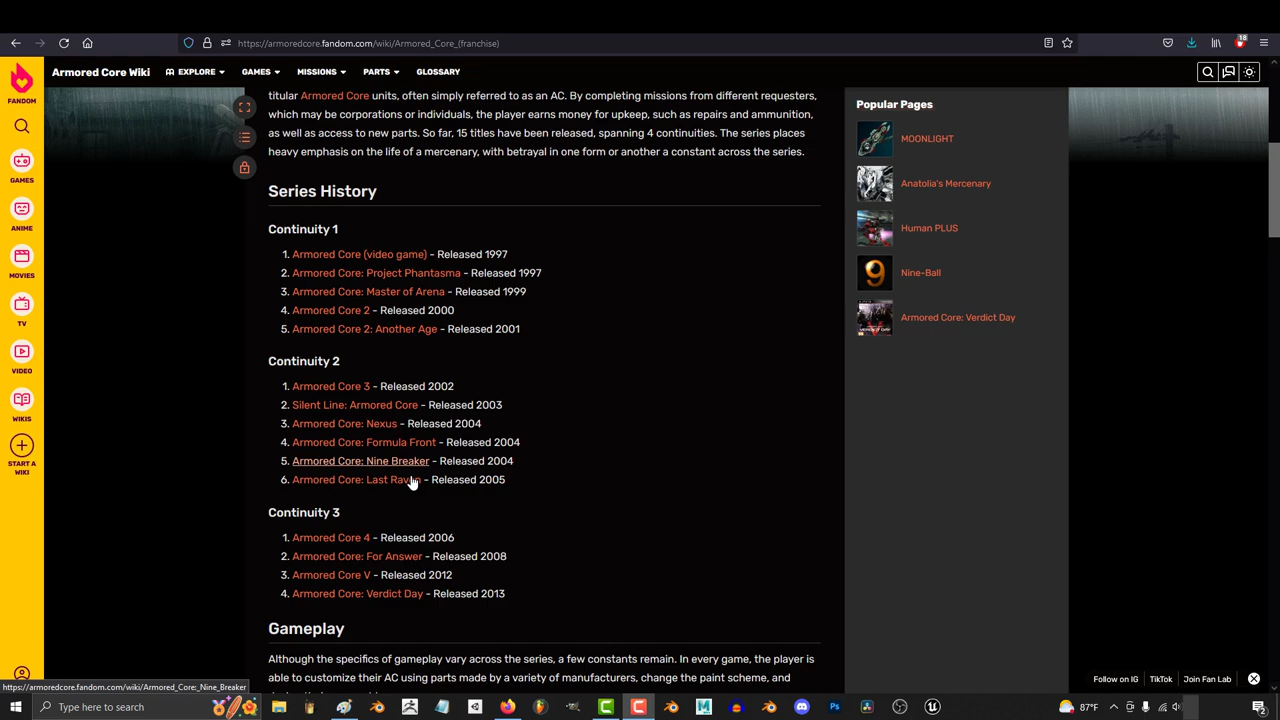 https://armoredcore.fandom.com/wiki/Armored_Core_(franchise)
18
FANDOM
GAMES
ANIME
MOVIES
TV
VIDEO
WIKIS
START A
WIKI
Armored Core Wiki
EXPLORE
GAMES
MISSIONS
PARTS
GLOSSARY
titular Armored Core units, often simply referred to as an AC. By completing missions from different requesters,
which may be corporations or individuals, the player earns money for upkeep, such as repairs and ammunition,
as well as access to new parts. So far, 15 titles have been released, spanning 4 continuities. The series places
heavy emphasis on the life of a mercenary, with betrayal in one form or another a constant across the series.
Series History
Continuity 1
1. Armored Core (video game) - Released 1997
2. Armored Core: Project Phantasma - Released 1997
3. Armored Core: Master of Arena - Released 1999
4. Armored Core 2 - Released 2000
5. Armored Core 2: Another Age - Released 2001
Continuity 2
1. Armored Core 3 - Released 2002
2. Silent Line: Armored Core - Released 2003
3. Armored Core: Nexus - Released 2004
4. Armored Core: Formula Front - Released 2004
5. Armored Core: Nine Breaker - Released 2004
6. Armored Core: Last Raven - Released 2005
Continuity 3
1. Armored Core 4 - Released 2006
2. Armored Core: For Answer - Released 2008
3. Armored Core V - Released 2012
4. Armored Core: Verdict Day - Released 2013
Gameplay
Although the specifics of gameplay vary across the series, a few constants remain. In every game, the player is
able to customize their AC using parts made by a variety of manufacturers, change the paint scheme, and
Popular Pages
MOONLIGHT
Anatolia's Mercenary
Human PLUS
Nine-Ball
Armored Core: Verdict Day
Follow on IG
TikTok
Join Fan Lab
https://armoredcore.fandom.com/wiki/Armored_Core:_Nine_Breaker
Type here to search
87°F
2